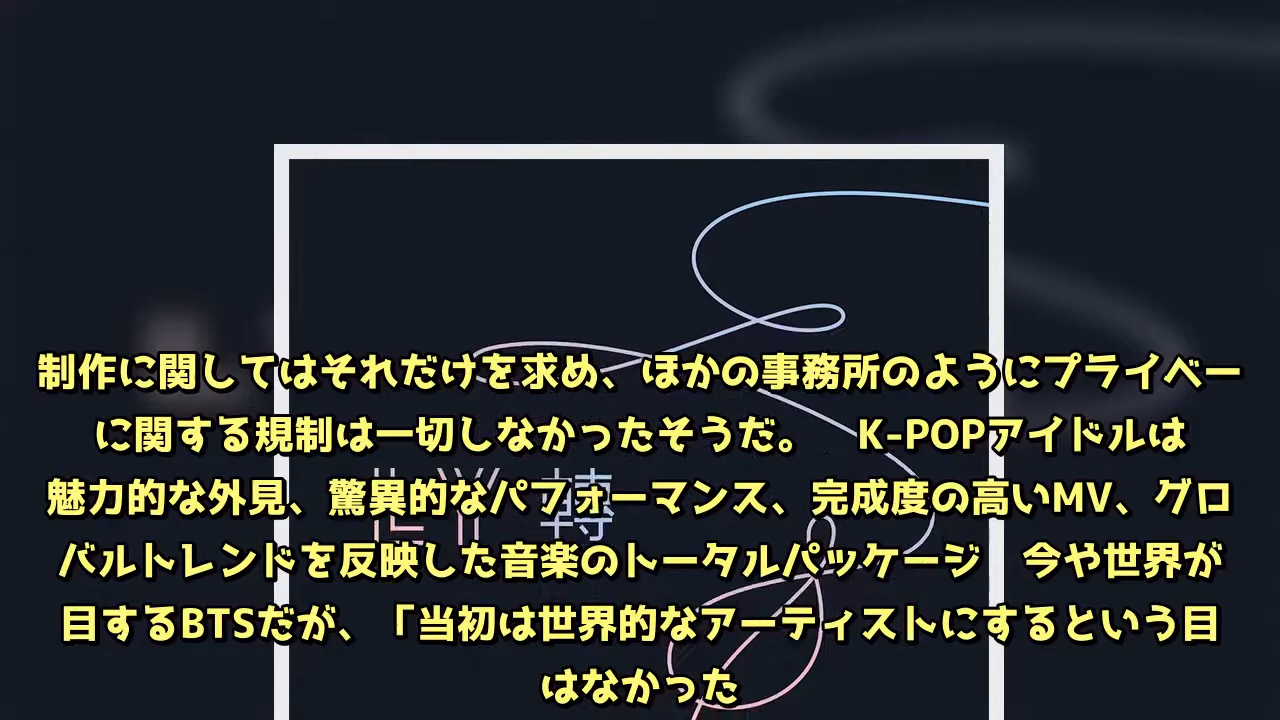 制作に関してはそれだけを求め、ほかの事務所のようにプライベー
に関する規制は一切しなかったそうだ。　K-POPアイドルは
魅力的な外見、驚異的なパフォーマンス、完成度の高いMV、グロ
バルトレンドを反映した音楽のトータルパッケージ　今や世界が
目するBTSだが、「当初は世界的なアーティストにするという目
はなかった
轉